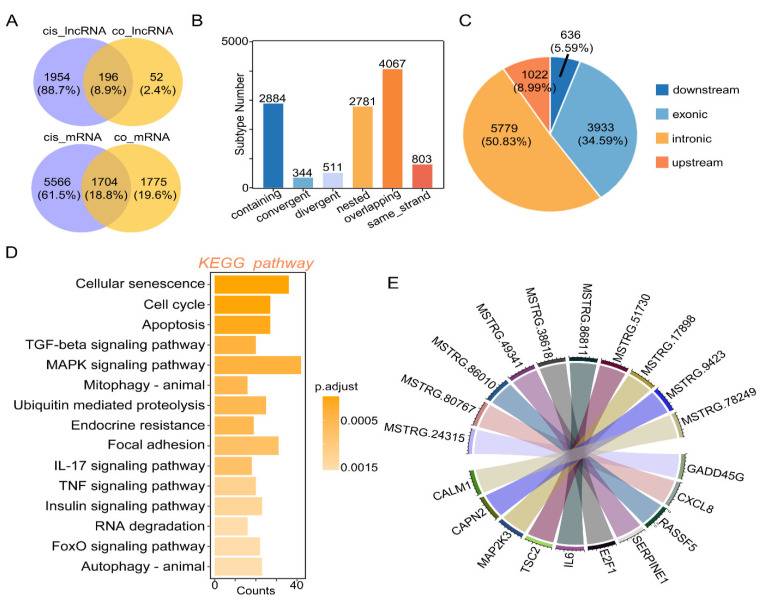 A
cis_lncRNA co_lncRNA
1954 196 52
(88.7%) (8.9%) (2.4%)
cis_mRNA co_mRNA
5566 1704 1775
(61.5%) (18.8%) (19.6%)
B
5000
0
Subtype Number
2884
344
511
2781
4067
803
containing
convergent
divergent
nested
overlapping
same_strand
C
636
(5.59%)
1022
(8.99%)
3933
(34.59%)
5779
(50.83%)
downstream
exonic
intronic
upstream
D
KEGG pathway
Cellular senescence
Cell cycle
Apoptosis
TGF-beta signaling pathway
MAPK signaling pathway
Mitophagy - animal
Ubiquitin mediated proteolysis
Endocrine resistance
Focal adhesion
IL-17 signaling pathway
TNF signaling pathway
Insulin signaling pathway
RNA degradation
FoxO signaling pathway
Autophagy - animal
0 40
Counts
p.adjust
0.0005
0.0015
E
MSTRG.24315
MSTRG.80767
MSTRG.86010
MSTRG.49341
MSTRG.38618
MSTRG.86811
MSTRG.51730
MSTRG.17898
MSTRG.9423
MSTRG.78249
GADD45G
CXCL8
RASSF5
SERPINE1
E2F1
IL6
TSC2
MAP2K3
CAPN2
CALM1